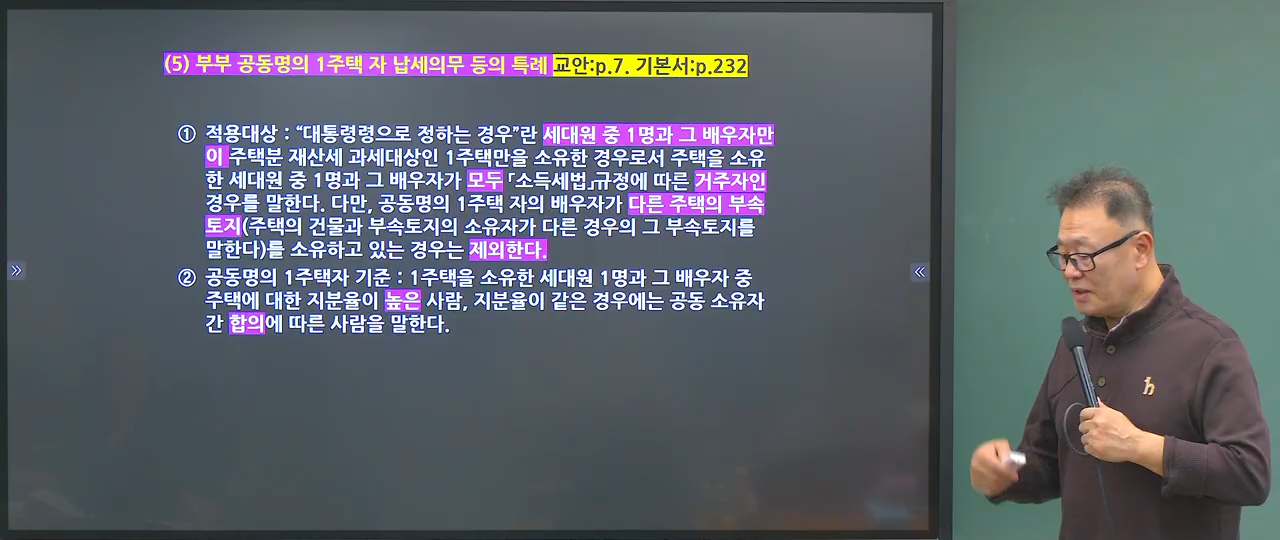 (5) 부부 공동명의 1주택 자 납세의무 등의 특례 교안:p.7. 기본서:p.232
① 적용대상 : “대통령령으로 정하는 경우”란 세대원 중 1명과 그 배우자만
이 주택분 재산세 과세대상인 1주택만을 소유한 경우로서 주택을 소유
한 세대원 중 1명과 그 배우자가 모두 「소득세법」규정에 따른 거주자인
경우를 말한다. 다만, 공동명의 1주택 자의 배우자가 다른 주택의 부속
토지(주택의 건물과 부속토지의 소유자가 다른 경우의 그 부속토지를
말한다)를 소유하고 있는 경우는 제외한다.
② 공동명의 1주택자 기준 : 1주택을 소유한 세대원 1명과 그 배우자 중
주택에 대한 지분율이 높은 사람, 지분율이 같은 경우에는 공동 소유자
간 합의에 따른 사람을 말한다.